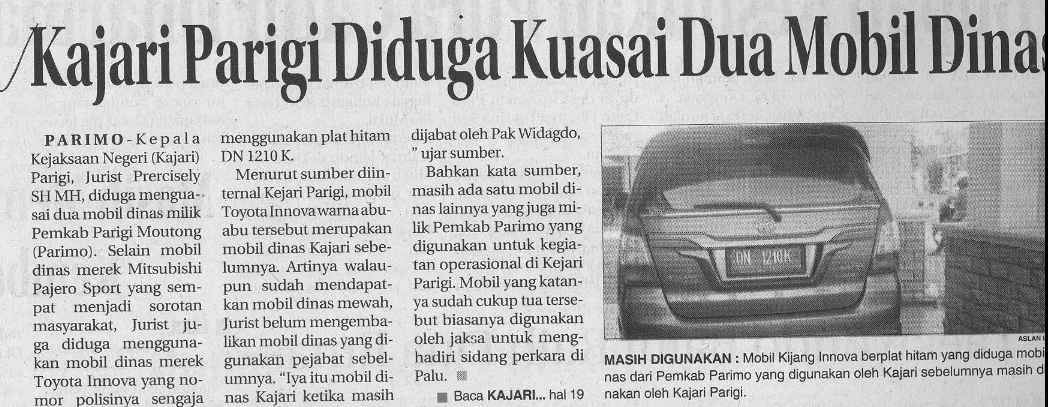 Kajari Parigi Diduga Kuasai Dua Mobil Dinas
PARIMO-Kepala
Kejaksaan Negeri (Kajari)
Parigi, Jurist Prercisely
SH MH, diduga mengua-
sai dua mobil dinas milik
Pemkab Parigi Moutong
(Parimo). Selain mobil
dinas merek Mitsubishi
Pajero Sport yang sem-
pat menjadi sorotan
masyarakat, Jurist ju-
ga diduga mengguna-
kan mobil dinas merek
Toyota Innova yang no-
mor polisinya sengaja
menggunakan plat hitam
DN 1210 K.
Menurut sumber diin-
ternal Kejari Parigi, mobil
Toyota Innova warna abu-
abu tersebut merupakan
mobil dinas Kajari sebe-
lumnya. Artinya walau-
pun sudah mendapat-
kan mobil dinas mewah,
Jurist belum mengemba-
likan mobil dinas yang di-
gunakan pejabat sebel-
umnya. "Iya itu mobil di-
nas Kajari ketika masih
dijabat oleh Pak Widagdo,
" ujar sumber.
Bahkan kata sumber,
masih ada satu mobil di-
nas lainnya yang juga mi-
lik Pemkab Parimo yang
digunakan untuk kegia-
tan operasional di Kejari
Parigi. Mobil yang katan-
ya sudah cukup tua terse-
but biasanya digunakan
oleh jaksa untuk meng-
hadiri sidang perkara di
Palu.
Baca KAJARI... hal 19
DN 1210 K
ASLAN
MASIH DIGUNAKAN : Mobil Kijang Innova berplat hitam yang diduga mobi
nas dari Pemkab Parimo yang digunakan oleh Kajari sebelumnya masih d
nakan oleh Kajari Parigi.